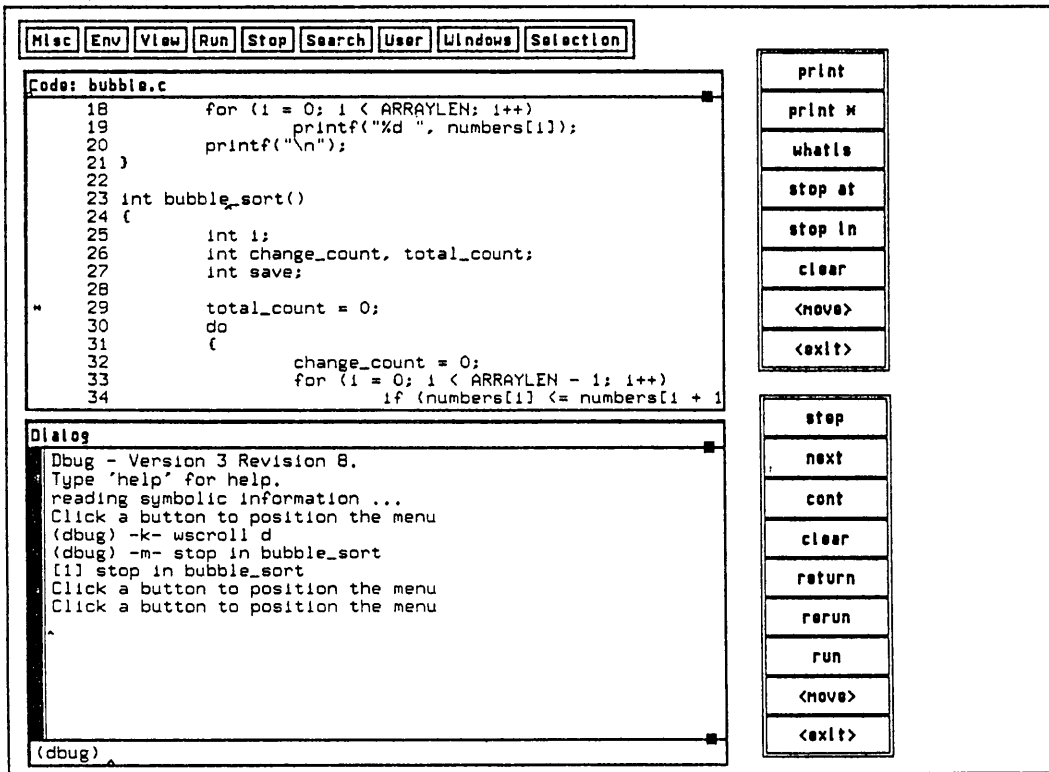 Misc Env View Run Stop Search User Windows Selection
Code: bubble.c
18 for (i = 0; i < ARRAYLEN; i++)
19 printf("%d ", numbers[i]);
20 printf("\n");
21 }
22
23 int bubble_sort()
24 {
25 int i;
26 int change_count, total_count;
27 int save;
28
* 29 total_count = 0;
30 do
31 {
32 change_count = 0;
33 for (i = 0; i < ARRAYLEN - 1; i++)
34 if (numbers[i] <= numbers[i + 1
Dialog
Dbug - Version 3 Revision 8.
Type 'help' for help.
reading symbolic information ...
Click a button to position the menu
(dbug) -k- wscroll d
(dbug) -m- stop in bubble_sort
[1] stop in bubble_sort
Click a button to position the menu
Click a button to position the menu
(dbug)
print
print *
whatis
stop at
stop in
clear
<move>
<exit>
step
next
cont
clear
return
rerun
run
<move>
<exit>